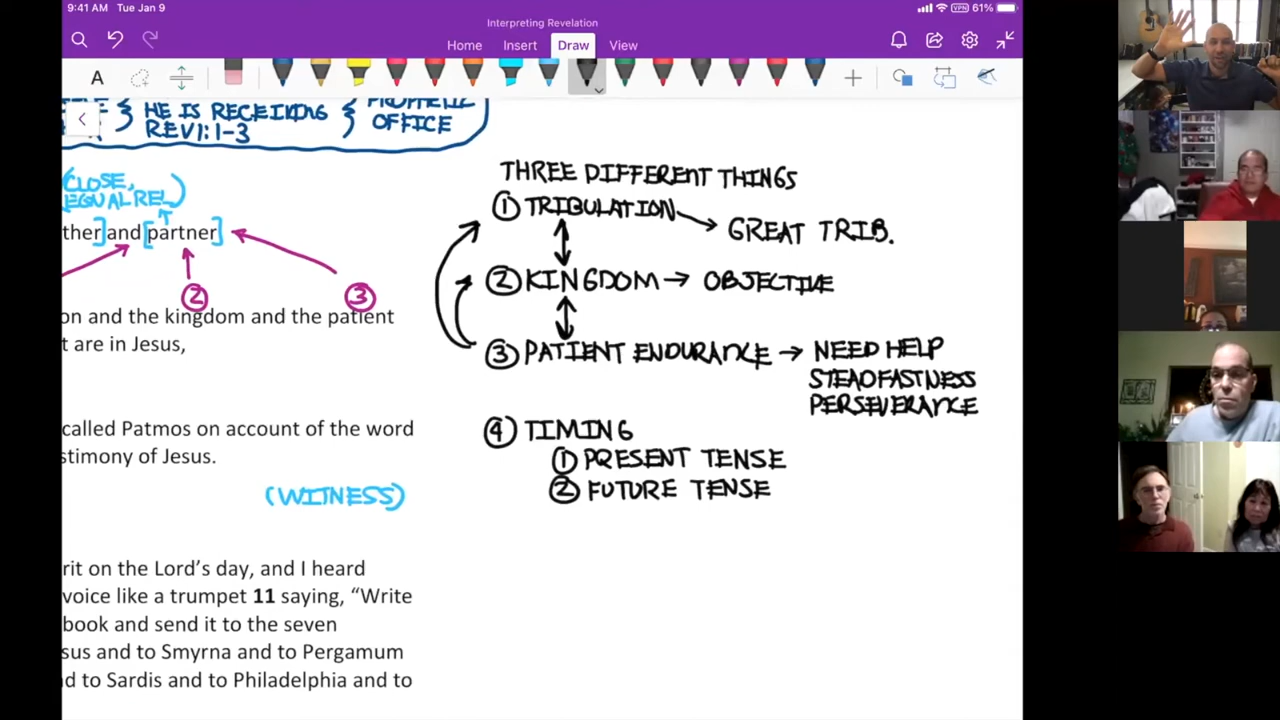 9:41 AM Tue Jan 9
VPN 61%
Interpreting Revelation
Home Insert Draw View
A
HE IS RECEIVING
REV1:1-3
OFFICE
(CLOSE,
EQUAL REL)
ther] and [partner]
2
3
on and the kingdom and the patient
t are in Jesus,
called Patmos on account of the word
stimony of Jesus.
(WITNESS)
rit on the Lord's day, and I heard
voice like a trumpet 11 saying, "Write
book and send it to the seven
sus and to Smyrna and to Pergamum
d to Sardis and to Philadelphia and to
THREE DIFFERENT THINGS
1 TRIBULATION → GREAT TRIB.
2 KINGDOM → OBJECTIVE
3 PATIENT ENDURANCE → NEED HELP
STEADFASTNESS
PERSEVERANCE
4 TIMING
1 PRESENT TENSE
2 FUTURE TENSE